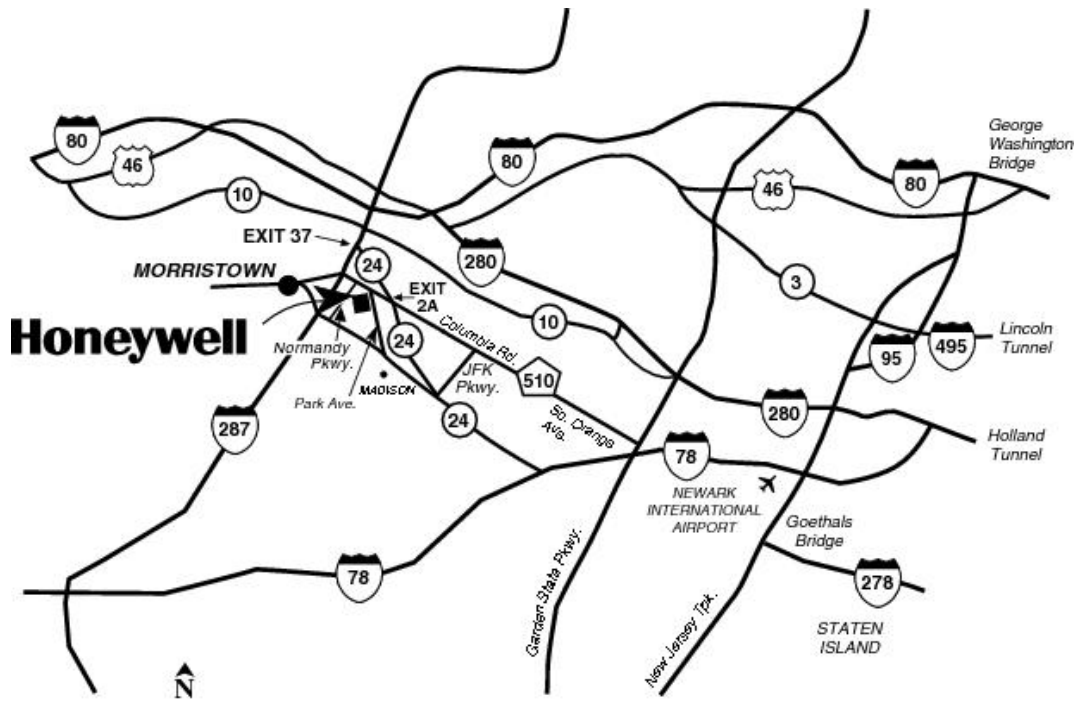 80
46
10
80
46
80
George
Washington
Bridge
EXIT 37
24
280
3
MORRISTOWN
EXIT
2A
Honeywell
Normandy
Pkwy.
24
Columbia Rd.
10
95
495
Lincoln
Tunnel
Park Ave.
MADISON
JFK
Pkwy.
510
So. Orange
Ave.
280
Holland
Tunnel
287
24
78
NEWARK
INTERNATIONAL
AIRPORT
Goethals
Bridge
78
278
Garden State Pkwy.
New Jersey Tpk.
STATEN
ISLAND
N